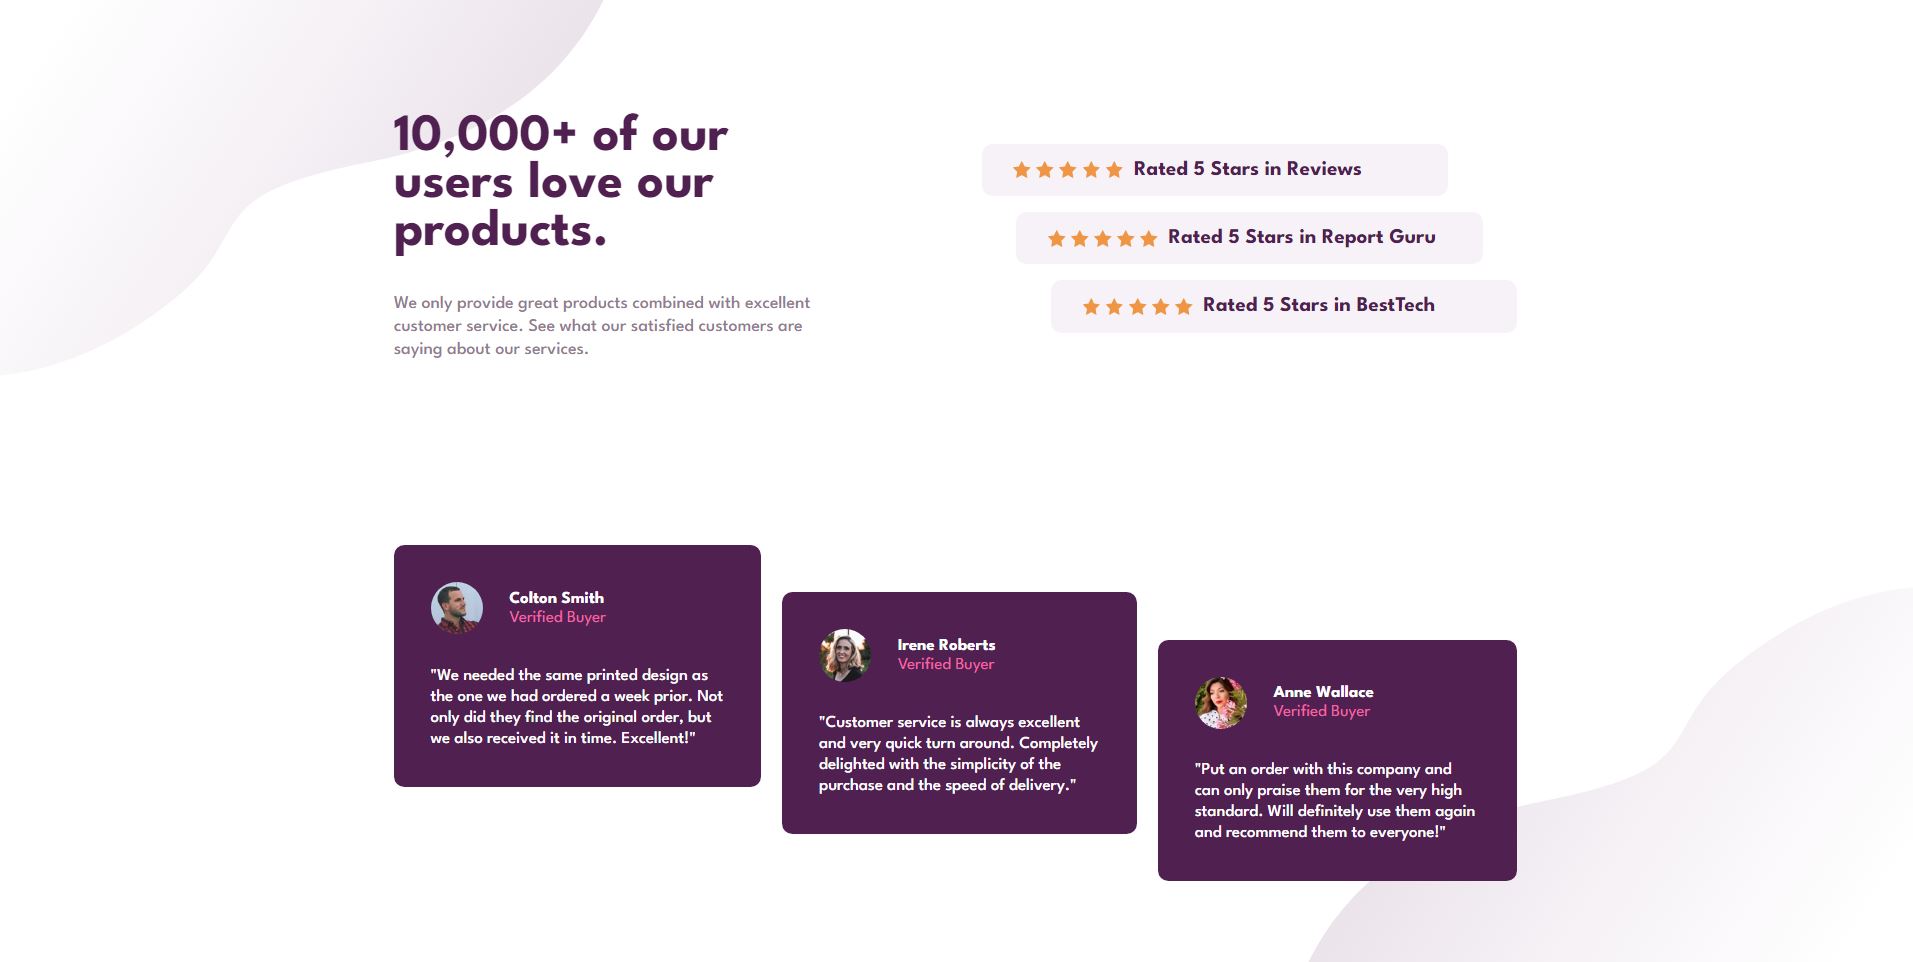 10,000+ of our
users love our
products.
We only provide great products combined with excellent
customer service. See what our satisfied customers are
saying about our services.
Rated 5 Stars in Reviews
Rated 5 Stars in Report Guru
Rated 5 Stars in BestTech
Colton Smith
Verified Buyer
"We needed the same printed design as
the one we had ordered a week prior. Not
only did they find the original order, but
we also received it in time. Excellent!"
Irene Roberts
Verified Buyer
"Customer service is always excellent
and very quick turn around. Completely
delighted with the simplicity of the
purchase and the speed of delivery."
Anne Wallace
Verified Buyer
"Put an order with this company and
can only praise them for the very high
standard. Will definitely use them again
and recommend them to everyone!"